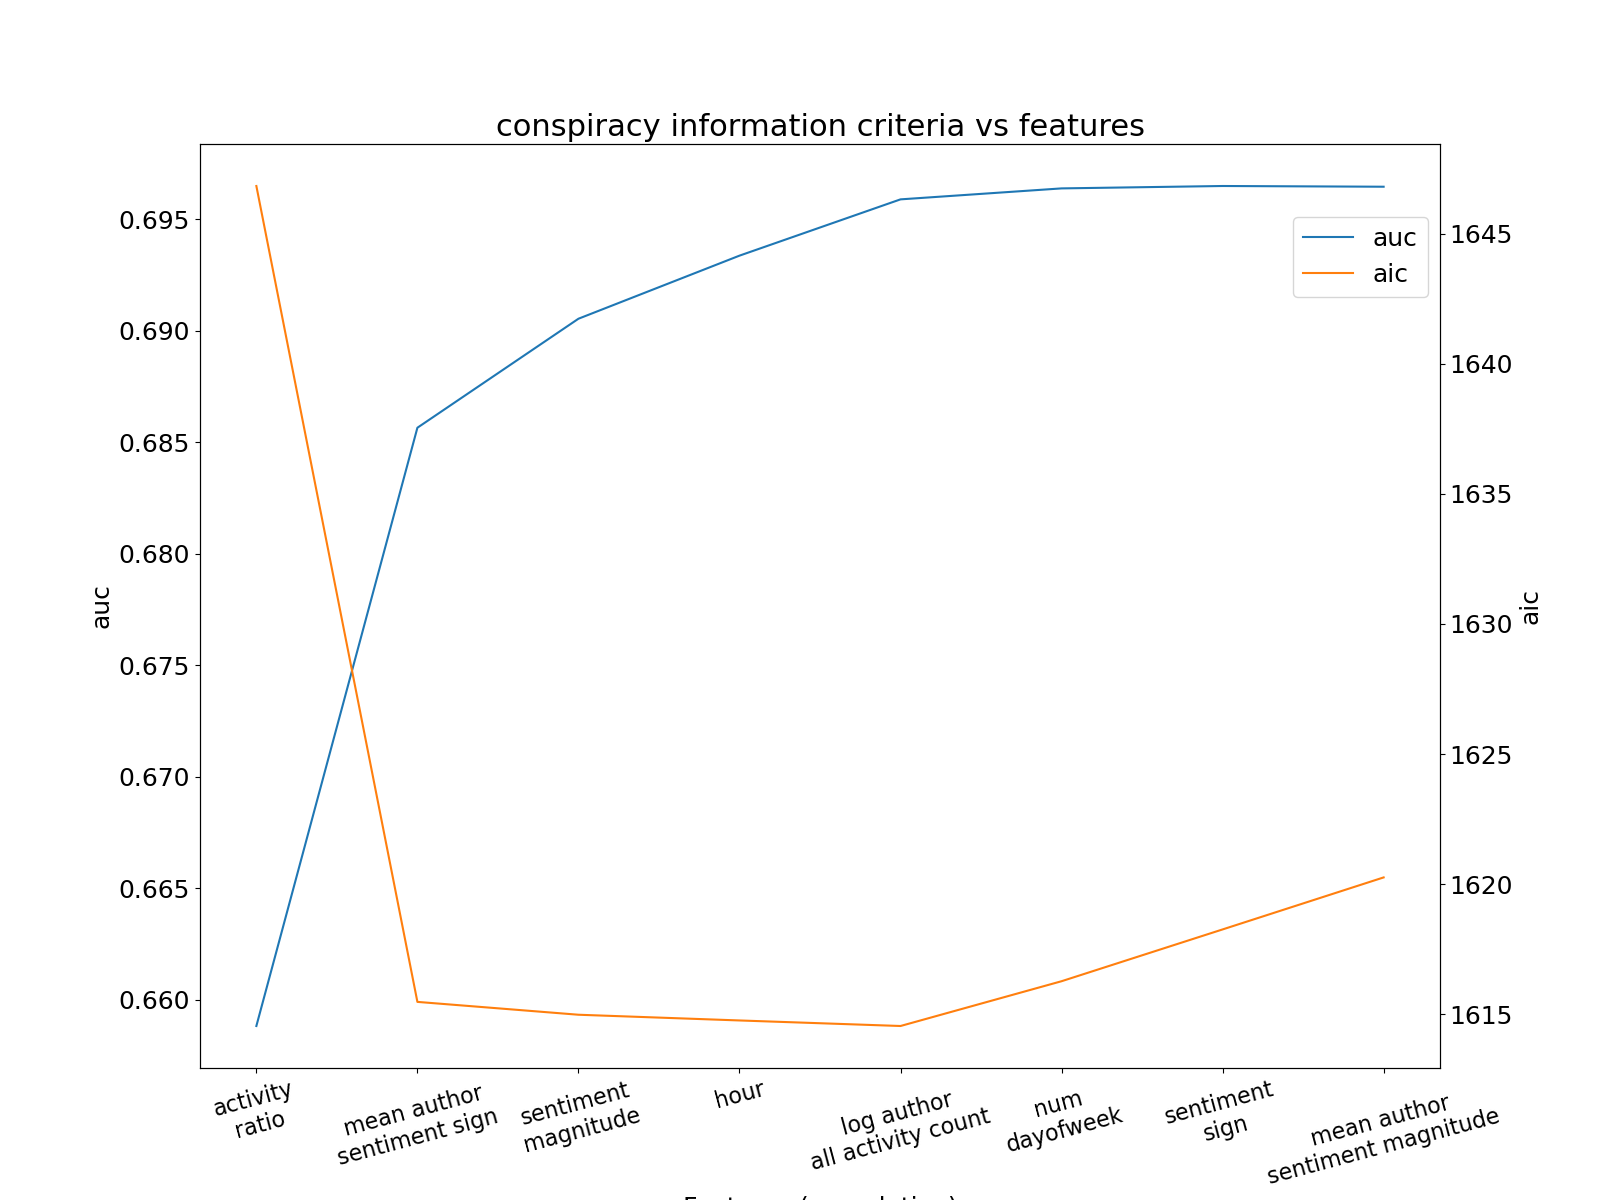 conspiracy information criteria vs features
0.695
0.690
0.685
0.680
0.675
0.670
0.665
0.660
auc
auc
aic
1645
1640
1635
1630
1625
1620
1615
aic
activity
ratio
mean author
sentiment sign
sentiment
magnitude
hour
log author
all activity count
num
dayofweek
sentiment
sign
mean author
sentiment magnitude